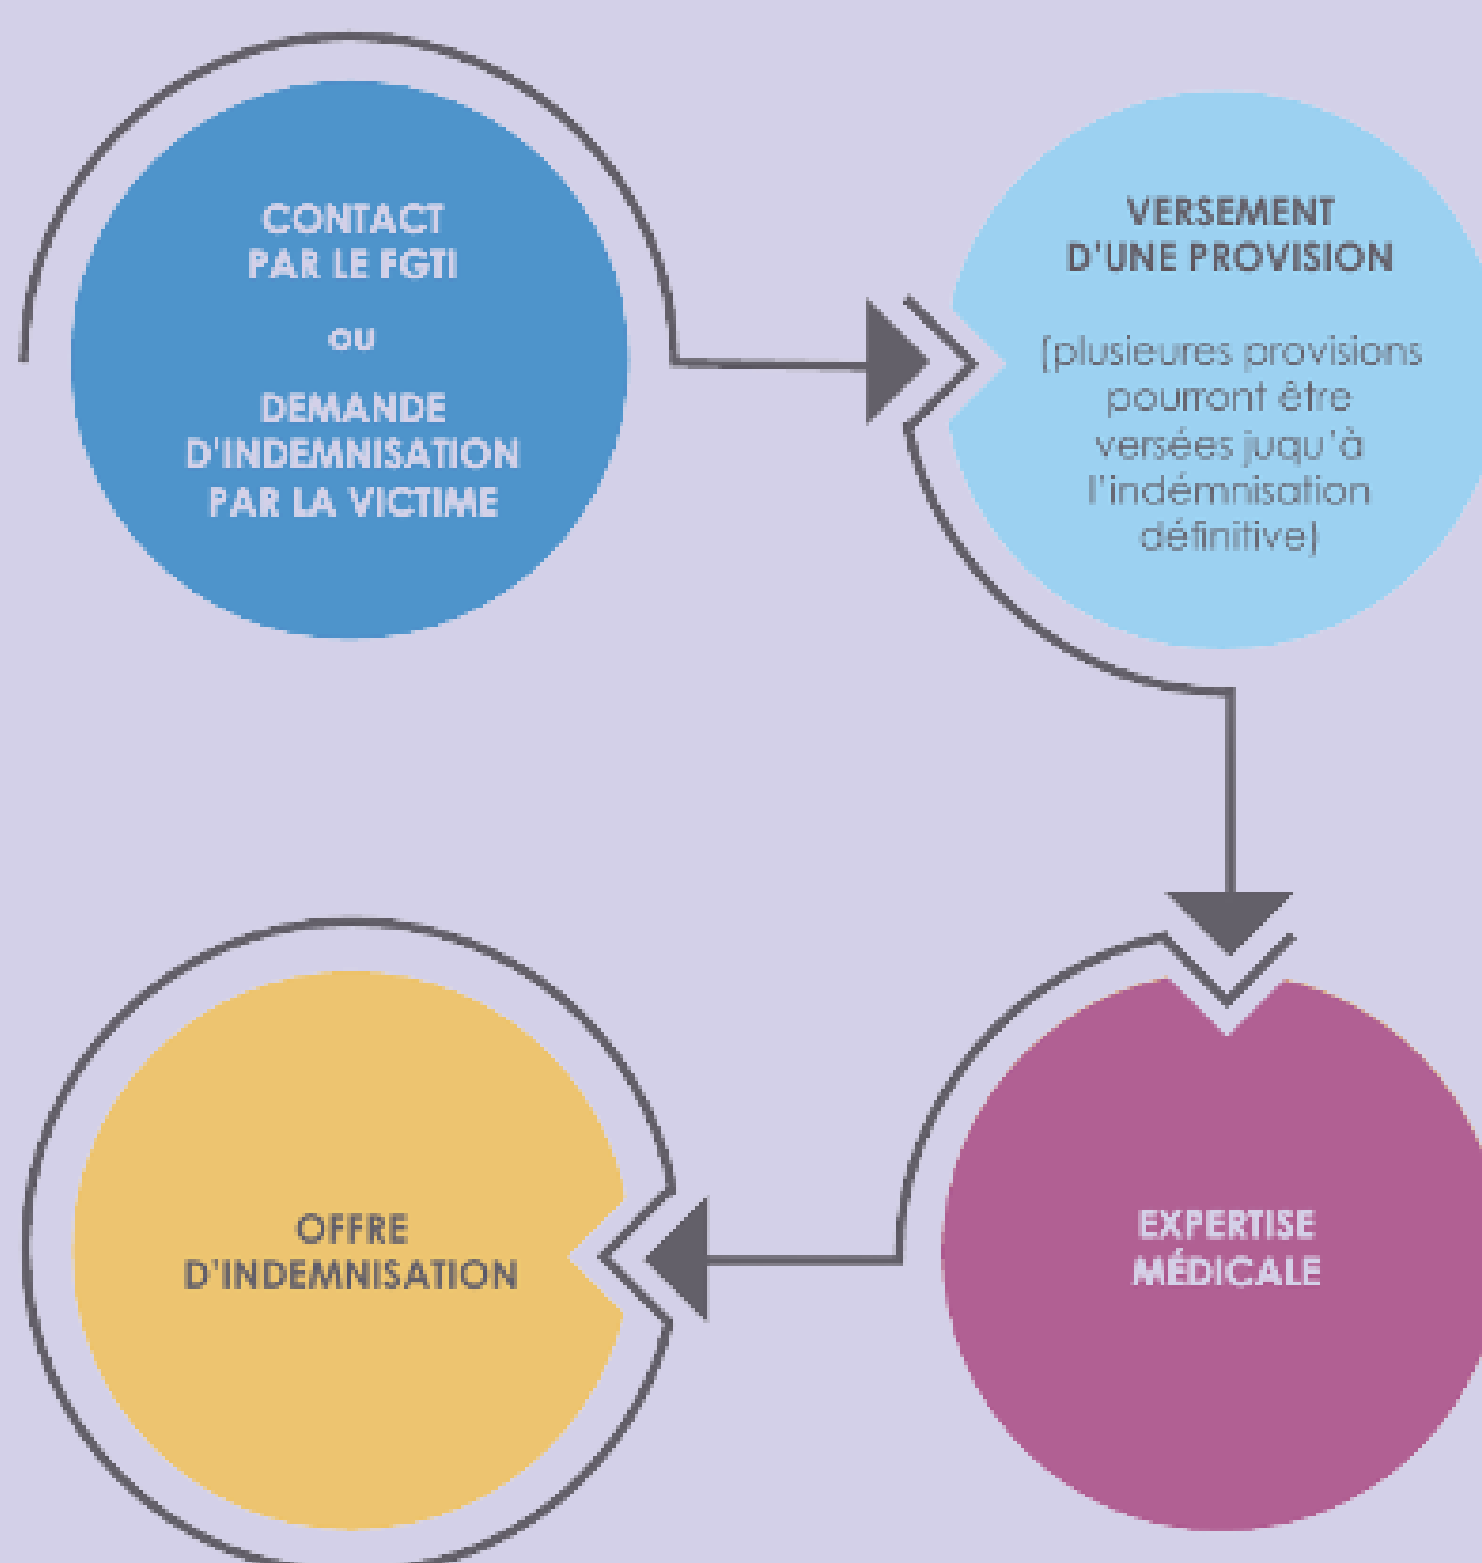 CONTACT
PAR LE FGTI
ou
DEMANDE
D'INDEMNISATION
PAR LA VICTIME
VERSEMENT
D'UNE PROVISION
(plusieures provisions
pourront être
versées juqu'à
l'indémnisation
définitive)
EXPERTISE
MÉDICALE
OFFRE
D'INDEMNISATION